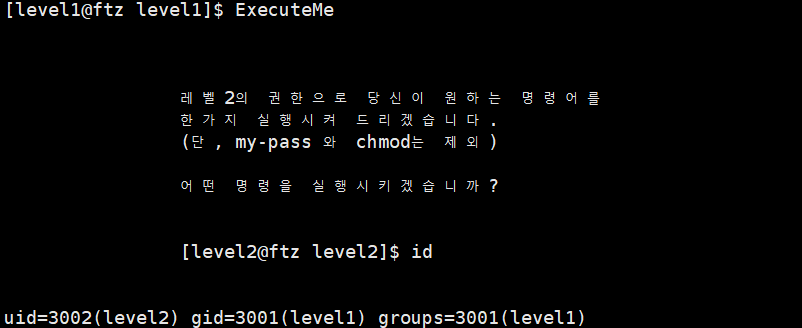 [level1@ftz level1]$ ExecuteMe
레벨2의 권한으로 당신이 원하는 명령어를
한가지 실행시켜 드리겠습니다.
(단, my-pass 와 chmod는 제외)
어떤 명령을 실행시키겠습니까?
[level2@ftz level2]$ id
uid=3002(level2) gid=3001(level1) groups=3001(level1)